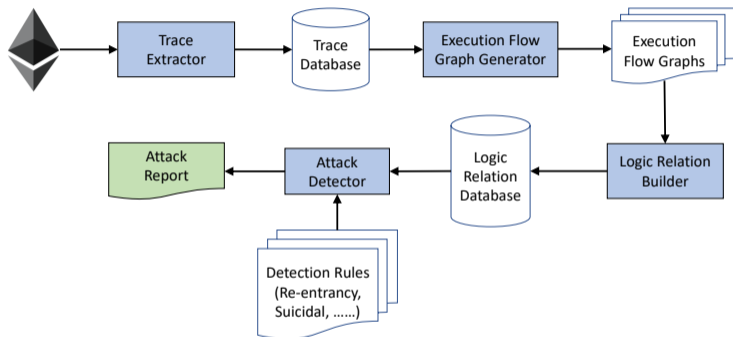 Trace
Extractor
Trace
Database
Execution Flow
Graph Generator
Execution
Flow Graphs
Attack
Report
Attack
Detector
Logic
Relation
Database
Logic Relation
Builder
Detection Rules
(Re-entrancy,
Suicidal, ......)